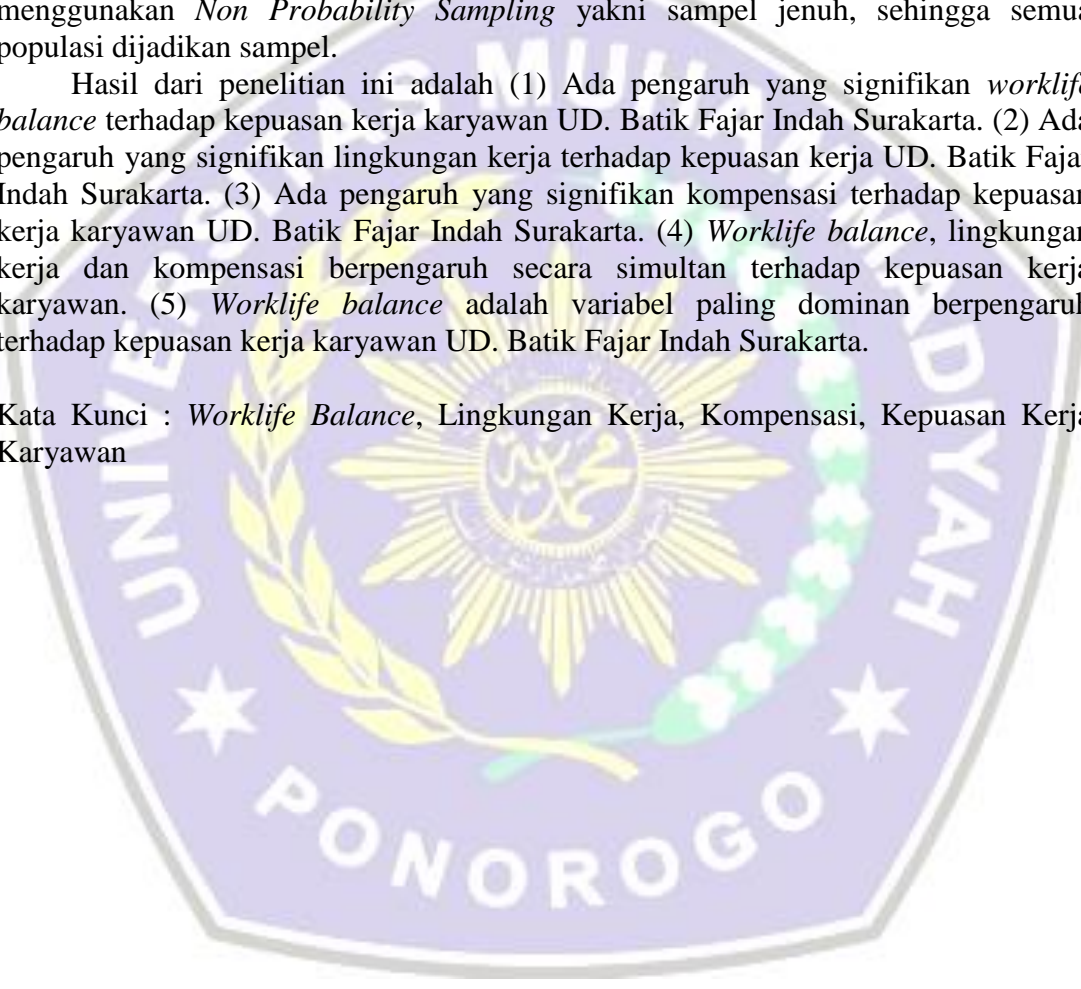 menggunakan Non Probability Sampling yakni sampel jenuh, sehingga semua
populasi dijadikan sampel.
Hasil dari penelitian ini adalah (1) Ada pengaruh yang signifikan worklife
balance terhadap kepuasan kerja karyawan UD. Batik Fajar Indah Surakarta. (2) Ada
pengaruh yang signifikan lingkungan kerja terhadap kepuasan kerja UD. Batik Fajar
Indah Surakarta. (3) Ada pengaruh yang signifikan kompensasi terhadap kepuasan
kerja karyawan UD. Batik Fajar Indah Surakarta. (4) Worklife balance, lingkungan
kerja dan kompensasi berpengaruh secara simultan terhadap kepuasan kerja
karyawan. (5) Worklife balance adalah variabel paling dominan berpengaruh
terhadap kepuasan kerja karyawan UD. Batik Fajar Indah Surakarta.
Kata Kunci : Worklife Balance, Lingkungan Kerja, Kompensasi, Kepuasan Kerja
Karyawan
UNIVERSITAS MUHAMMADIYAH
PONOROGO